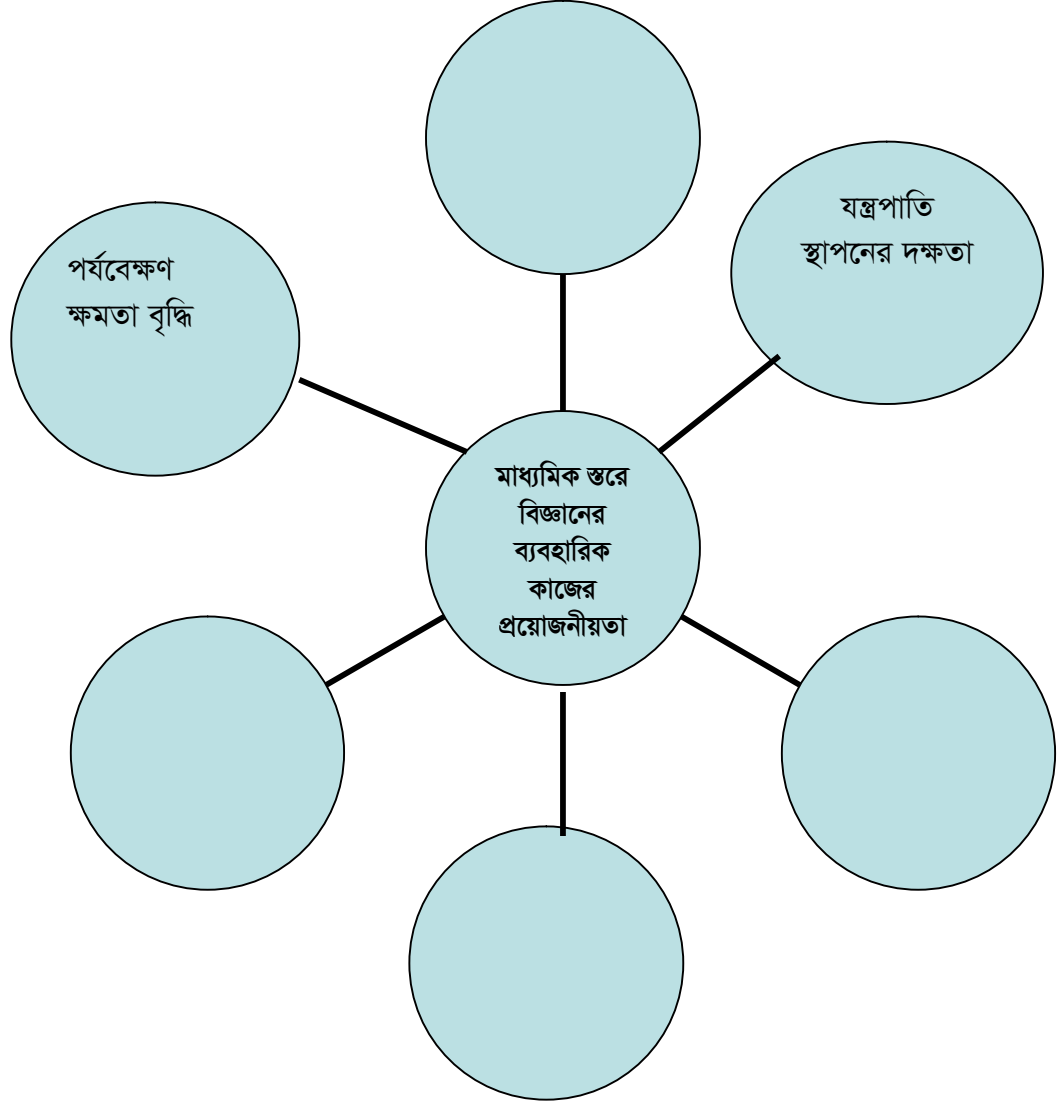 যন্ত্রপাতি
স্থাপনের দক্ষতা
পর্যবেক্ষণ
ক্ষমতা বৃদ্ধি
মাধ্যমিক স্তরে
বিজ্ঞানের
ব্যবহারিক
কাজের
প্রয়োজনীয়তা